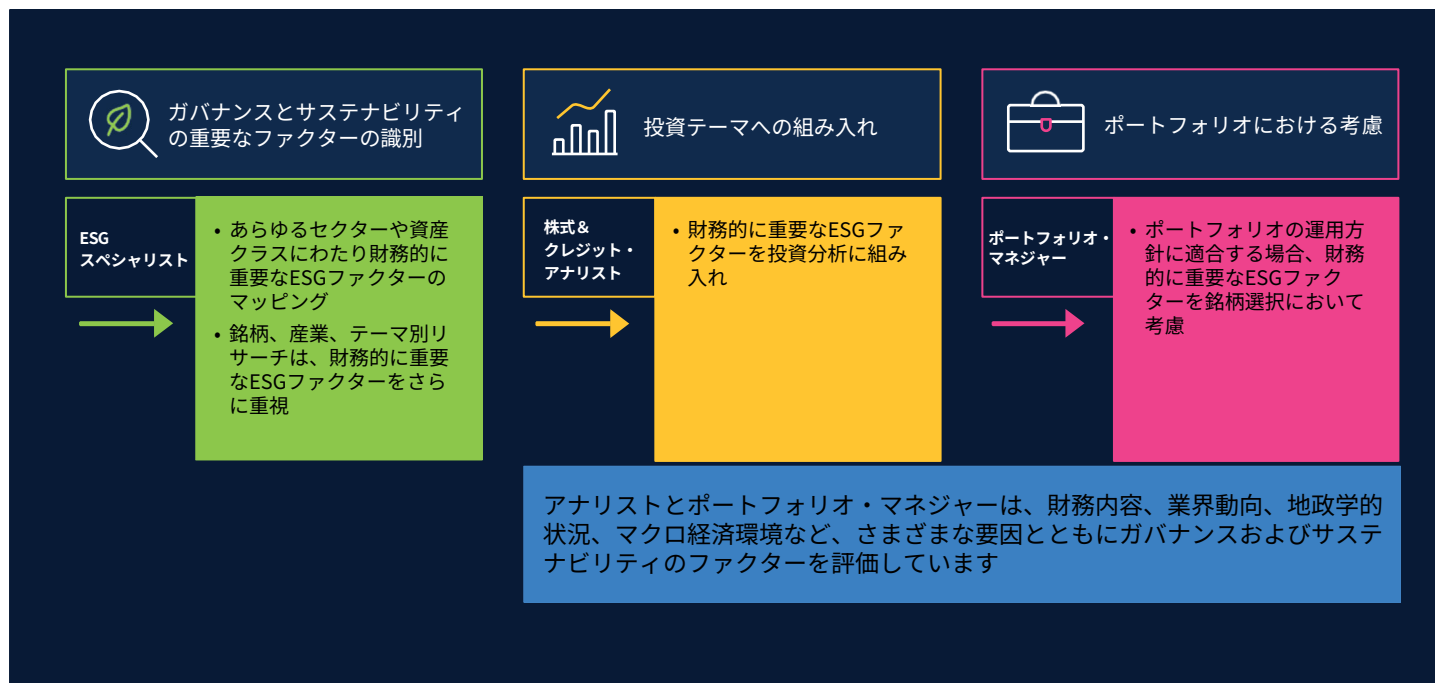 ガバナンスとサステナビリティ
の重要なファクターの識別
投資テーマへの組み入れ
ポートフォリオにおける考慮
ESG
スペシャリスト
• あらゆるセクターや資産
クラスにわたり財務的に
重要なESGファクターの
マッピング
• 銘柄、産業、テーマ別リ
サーチは、財務的に重要
なESGファクターをさら
に重視
株式＆
クレジット・
アナリスト
• 財務的に重要なESGファ
クターを投資分析に組み
入れ
ポートフォリオ・
マネジャー
• ポートフォリオの運用方
針に適合する場合、財務
的に重要なESGファク
ターを銘柄選択において
考慮
アナリストとポートフォリオ・マネジャーは、財務内容、業界動向、地政学的
状況、マクロ経済環境など、さまざまな要因とともにガバナンスおよびサステ
ナビリティのファクターを評価しています